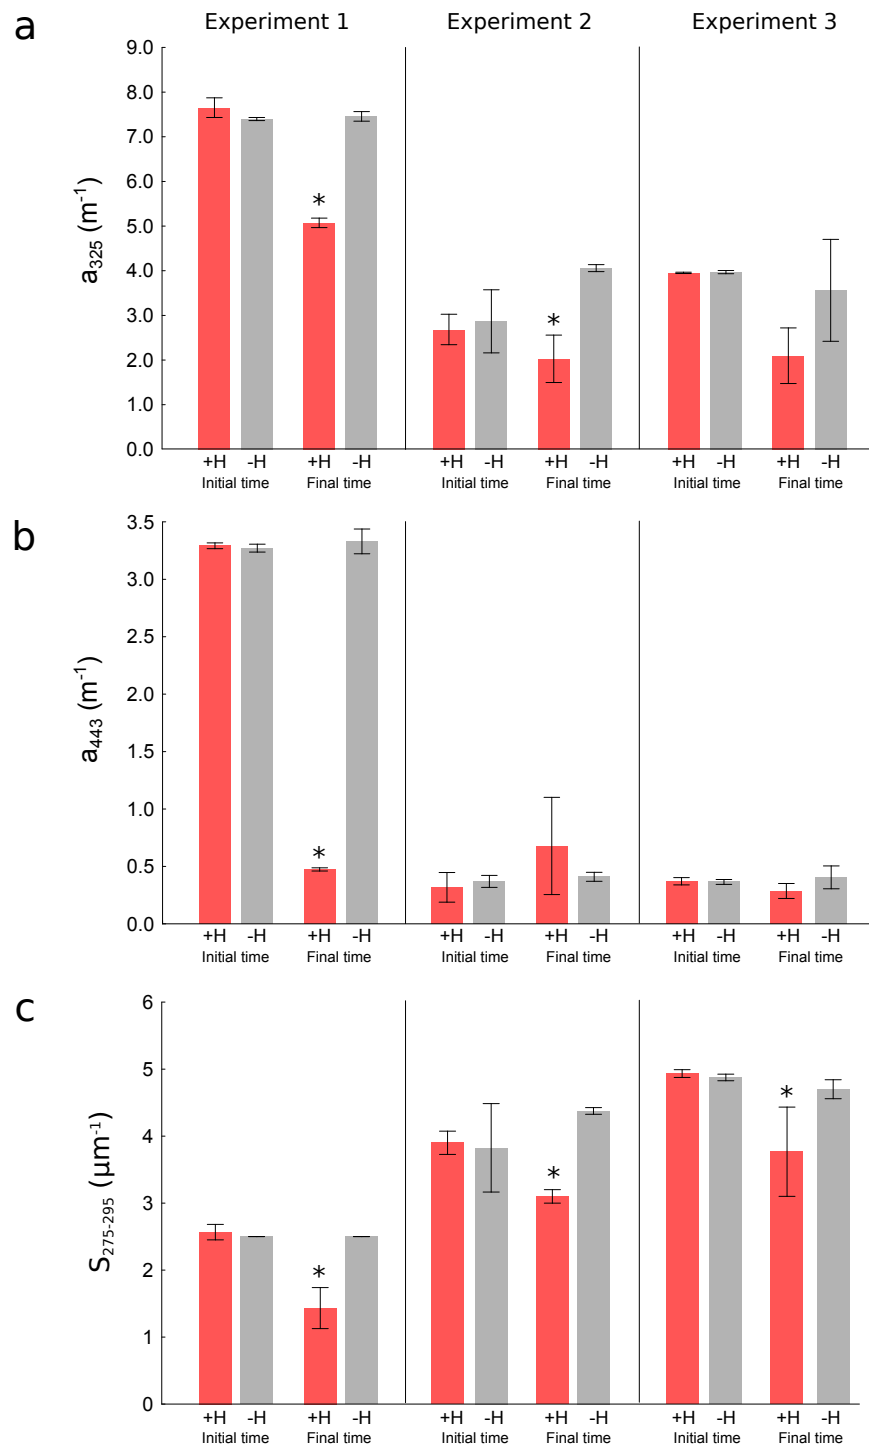 a
Experiment 1 Experiment 2 Experiment 3
9.0
8.0
7.0
6.0
5.0
4.0
3.0
2.0
1.0
0.0
a325 (m-1)
* *
+H -H +H -H +H -H +H -H +H -H +H -H
Initial time Final time Initial time Final time Initial time Final time
b
3.5
3.0
2.5
2.0
1.5
1.0
0.5
0.0
a443 (m-1)
*
+H -H +H -H +H -H +H -H +H -H +H -H
Initial time Final time Initial time Final time Initial time Final time
c
6
5
4
3
2
1
0
S275-295 (μm-1)
* * *
+H -H +H -H +H -H +H -H +H -H +H -H
Initial time Final time Initial time Final time Initial time Final time